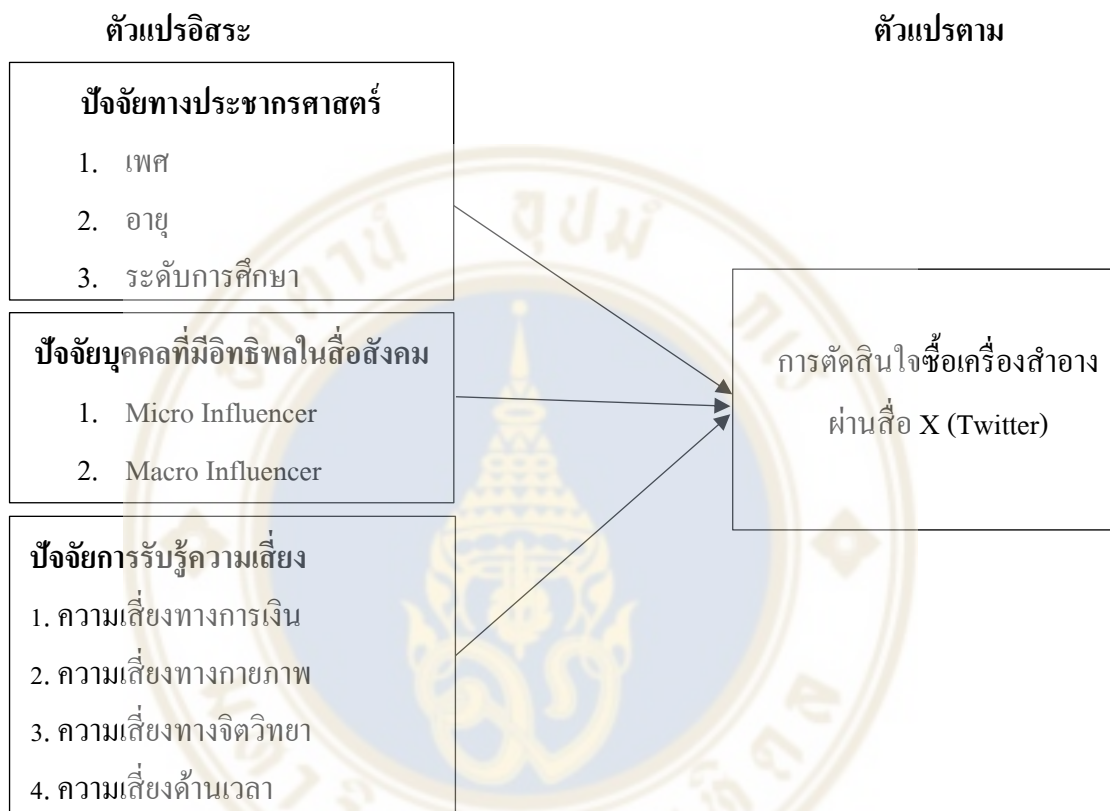 ตัวแปรอิสระ
ตัวแปรตาม
ปัจจัยทางประชากรศาสตร์
1. เพศ
2. อายุ
3. ระดับการศึกษา
ปัจจัยบุคคลที่มีอิทธิพลในสื่อสังคม
1. Micro Influencer
2. Macro Influencer
ปัจจัยการรับรู้ความเสี่ยง
1. ความเสี่ยงทางการเงิน
2. ความเสี่ยงทางกายภาพ
3. ความเสี่ยงทางจิตวิทยา
4. ความเสี่ยงด้านเวลา
การตัดสินใจซื้อเครื่องสำอาง
ผ่านสื่อ X (Twitter)